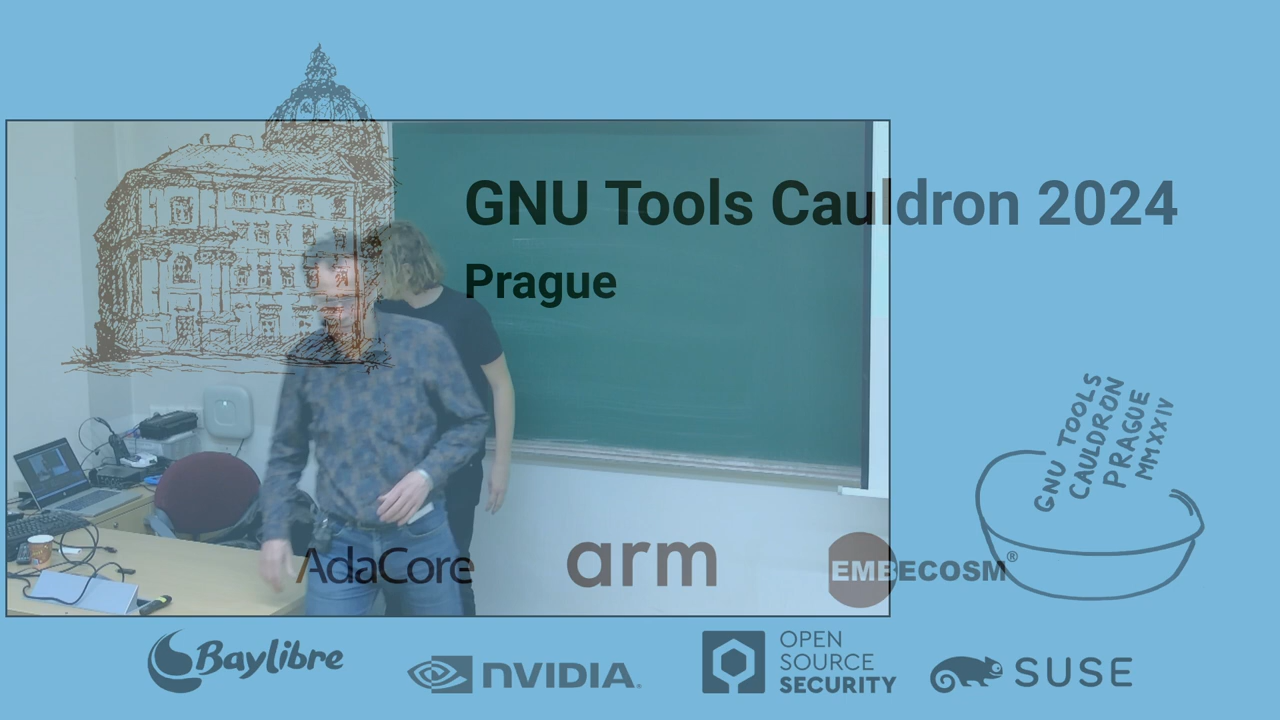 GNU Tools Cauldron 2024
Prague
GNU TOOLS
CAULDRON
PRAGUE
MMXXIV
AdaCore
arm
EMBECOSM®
Baylibre
NVIDIA.
OPEN
SOURCE
SECURITY
SUSE